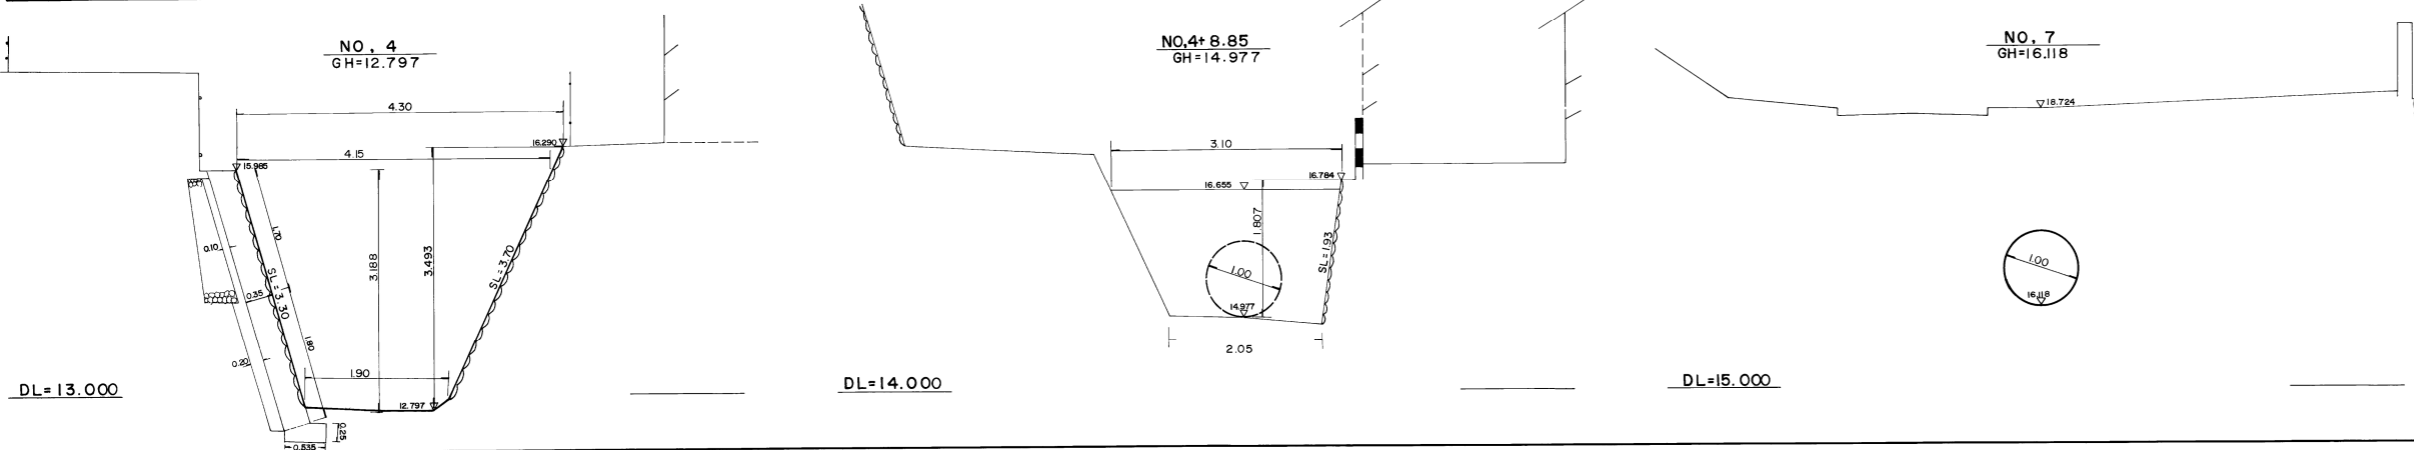 NO, 4
GH=12.797
4.30
16.290
4.15
15.985
1.70
0.10
3.188
3.493
SL=3.70
SL=3.30
0.35
1.80
0.20
1.90
12.797
DL=13.000
0.25
0.535
NO,4+8.85
GH=14.977
3.10
16.784
16.655
1.807
SL=1.93
1.00
14.977
2.05
DL=14.000
NO, 7
GH=16.118
18.724
1.00
16.118
DL=15.000